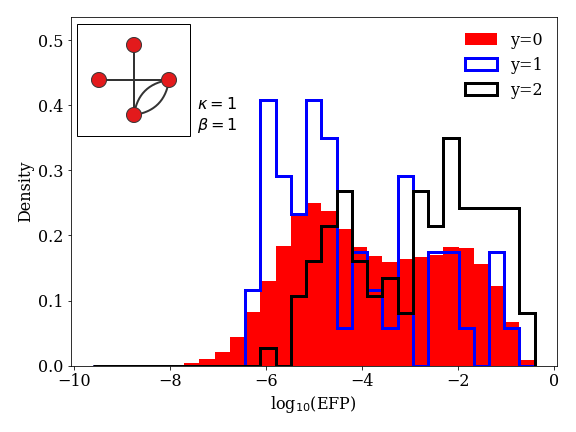 0.5
0.4
0.3
0.2
0.1
0.0
Density
κ = 1
β = 1
y=0
y=1
y=2
−10
−8
−6
−4
−2
0
log₁₀(EFP)